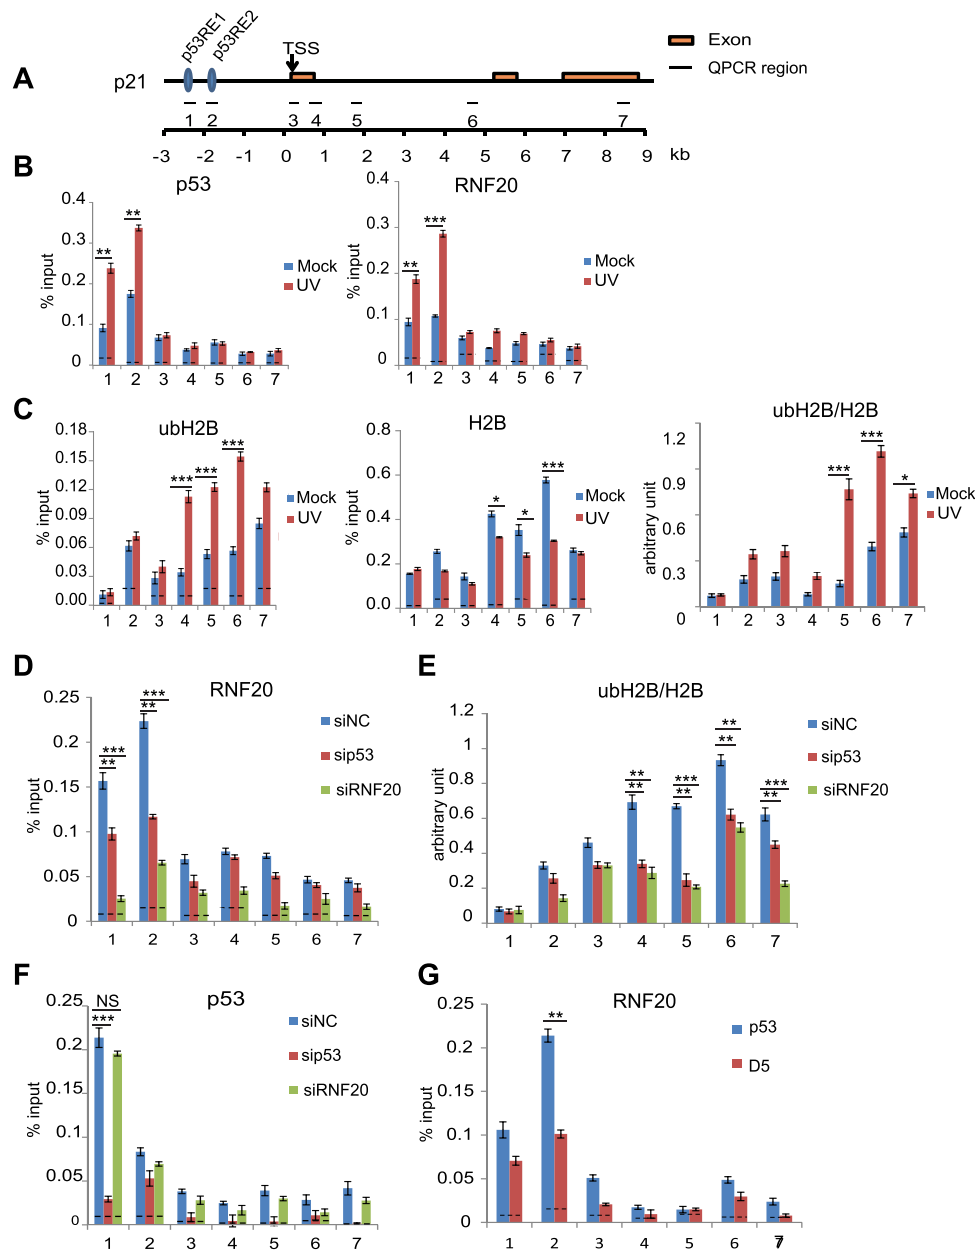 A
p53RE1
p53RE2
TSS
p21
Exon
QPCR region
1 2 3 4 5 6 7
-3 -2 -1 0 1 2 3 4 5 6 7 8 9 kb
B
p53
% input
0.4
0.3
0.2
0.1
0
** **
Mock
UV
1 2 3 4 5 6 7
RNF20
% input
0.4
0.3
0.2
0.1
0
** ***
Mock
UV
1 2 3 4 5 6 7
C
ubH2B
% input
0.18
0.15
0.12
0.09
0.06
0.03
0.00
*** *** ***
Mock
UV
1 2 3 4 5 6 7
H2B
% input
0.8
0.6
0.4
0.2
0.0
* * ***
Mock
UV
1 2 3 4 5 6 7
ubH2B/H2B
arbitrary unit
1.2
0.9
0.6
0.3
0
*** *** *
Mock
UV
1 2 3 4 5 6 7
D
RNF20
% input
0.25
0.2
0.15
0.1
0.05
0
*** **
*** **
siNC
sip53
siRNF20
1 2 3 4 5 6 7
E
ubH2B/H2B
arbitrary unit
1.2
1
0.8
0.6
0.4
0.2
0
** **
*** **
** **
*** **
siNC
sip53
siRNF20
1 2 3 4 5 6 7
F
p53
% input
0.25
0.2
0.15
0.1
0.05
0
NS
***
siNC
sip53
siRNF20
1 2 3 4 5 6 7
G
RNF20
% input
0.25
0.2
0.15
0.1
0.05
0
**
p53
D5
1 2 3 4 5 6 7